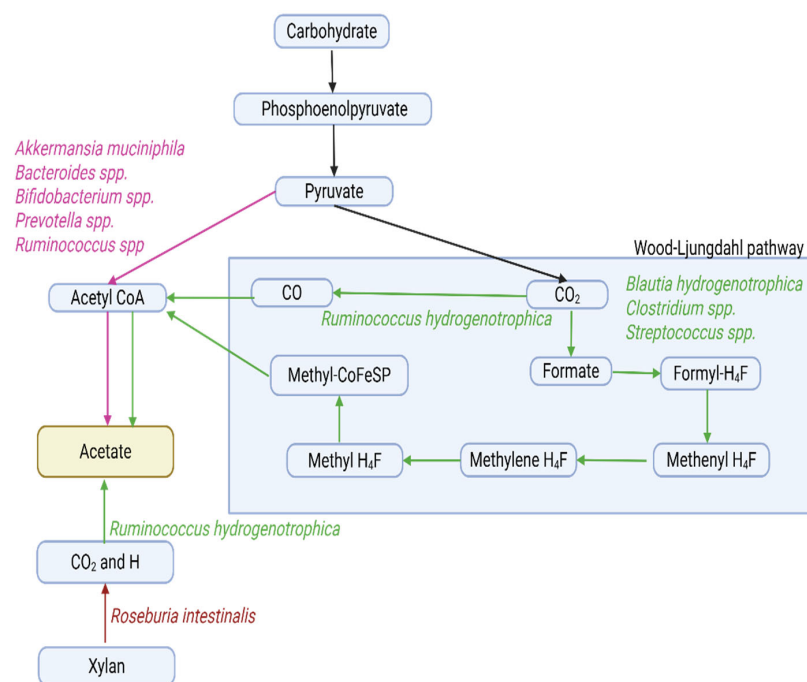 Carbohydrate
Phosphoenolpyruvate
Akkermansia muciniphila
Bacteroides spp.
Bifidobacterium spp.
Prevotella spp.
Ruminococcus spp
Pyruvate
Wood-Ljungdahl pathway
Acetyl CoA
CO
CO₂
Blautia hydrogenotrophica
Clostridium spp.
Streptococcus spp.
Ruminococcus hydrogenotrophica
Methyl-CoFeSP
Formate
Formyl-H₄F
Acetate
Methyl H₄F
Methylene H₄F
Methenyl H₄F
Ruminococcus hydrogenotrophica
CO₂ and H
Roseburia intestinalis
Xylan